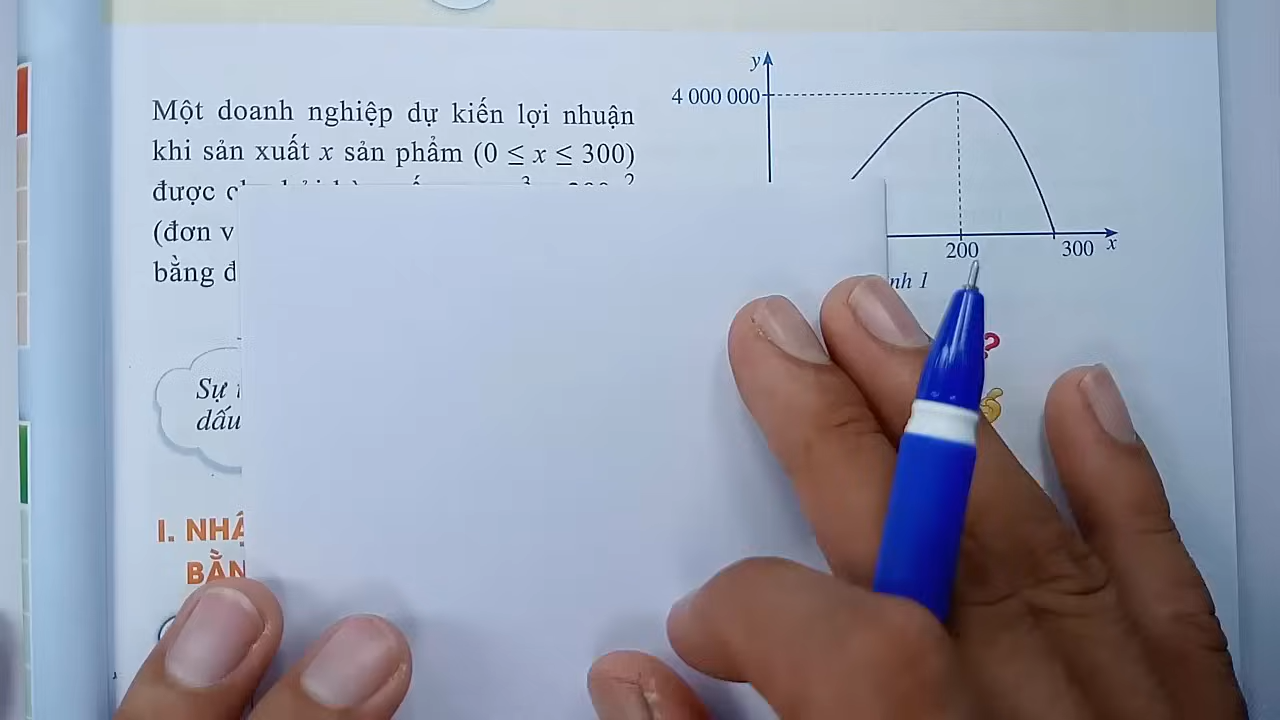 Một doanh nghiệp dự kiến lợi nhuận
khi sản xuất x sản phẩm (0 ≤ x ≤ 300)
được
(đơn v
bằng đ
y
4 000 000
200
300
x
nh 1
?
Sự
dấu
I. NHẬ
BẰN